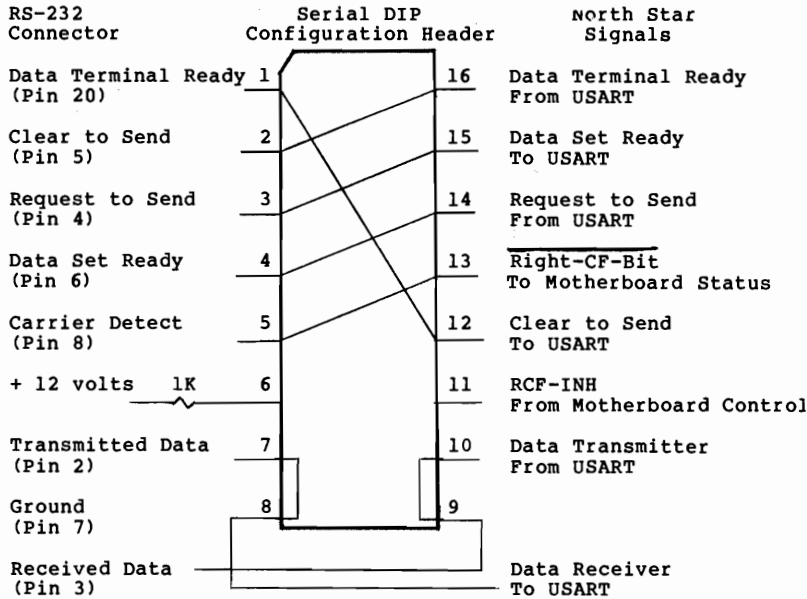 RS-232 Serial DIP North Star
Connector Configuration Header Signals
Data Terminal Ready 1 16 Data Terminal Ready
(Pin 20) From USART
Clear to Send 2 15 Data Set Ready
(Pin 5) To USART
Request to Send 3 14 Request to Send
(Pin 4) From USART
Data Set Ready 4 13 Right-CF-Bit
(Pin 6) To Motherboard Status
Carrier Detect 5 12 Clear to Send
(Pin 8) To USART
+ 12 volts 1K 6 11 RCF-INH
From Motherboard Control
Transmitted Data 7 10 Data Transmitter
(Pin 2) From USART
Ground 8 9
(Pin 7)
Received Data Data Receiver
(Pin 3) To USART